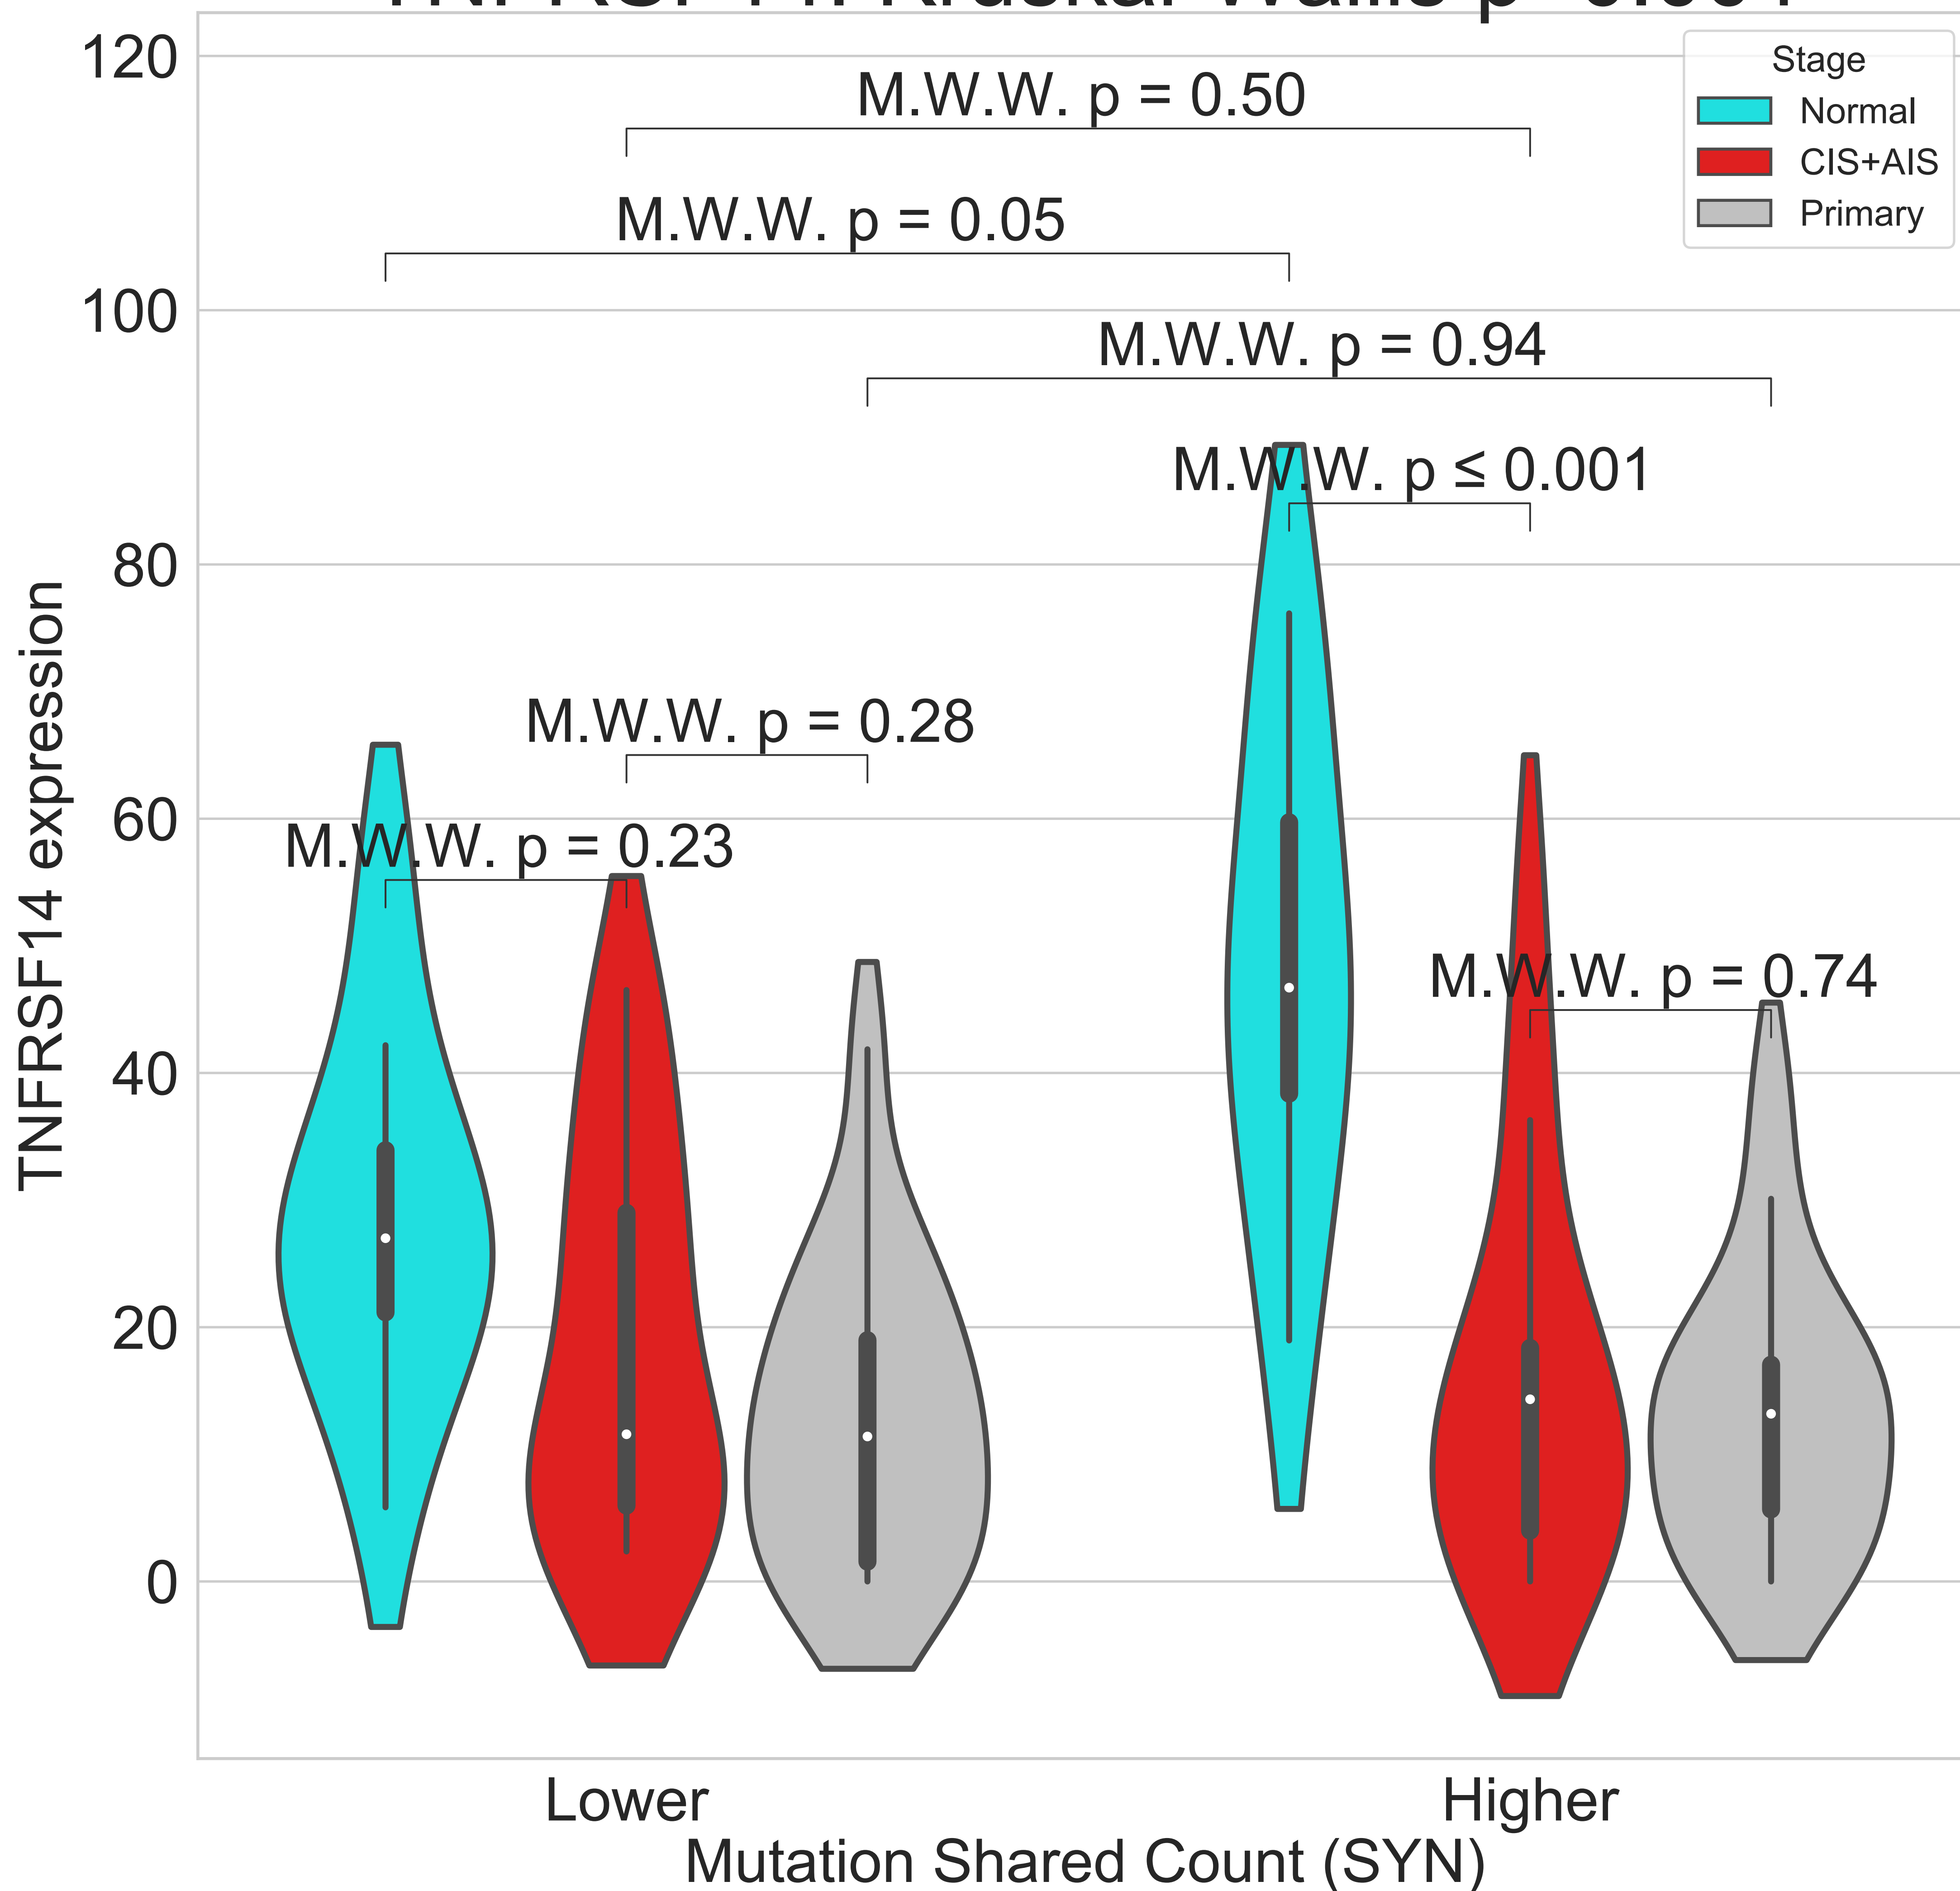 120
M.W.W. p = 0.50
Stage
Normal
CIS+AIS
Primary
M.W.W. p = 0.05
100
M.W.W. p = 0.94
M.W.W. p ≤ 0.001
80
M.W.W. p = 0.28
60
M.W.W. p = 0.23
M.W.W. p = 0.74
40
20
0
TNFRSF14 expression
Lower
Higher
Mutation Shared Count (SYN)